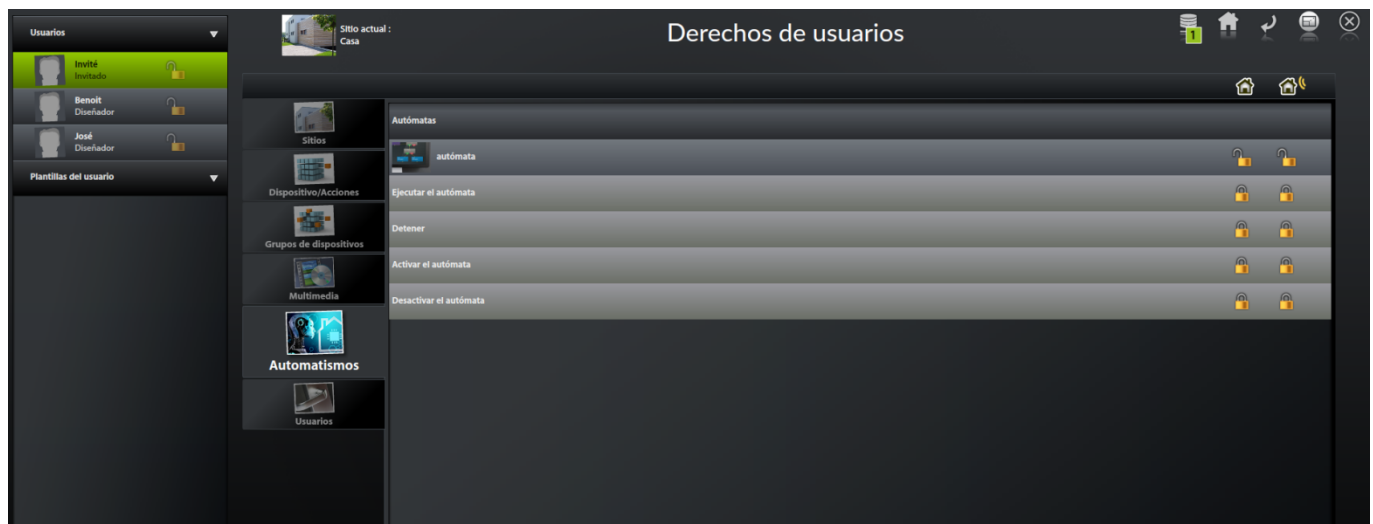 Usuarios
Sitio actual :
Casa
Derechos de usuarios
1
Invité
Invitado
Benoit
Diseñador
José
Diseñador
Plantillas del usuario
Sitios
Dispositivo/Acciones
Grupos de dispositivos
Multimedia
Automatismos
Usuarios
Autómatas
autómata
Ejecutar el autómata
Detener
Activar el autómata
Desactivar el autómata